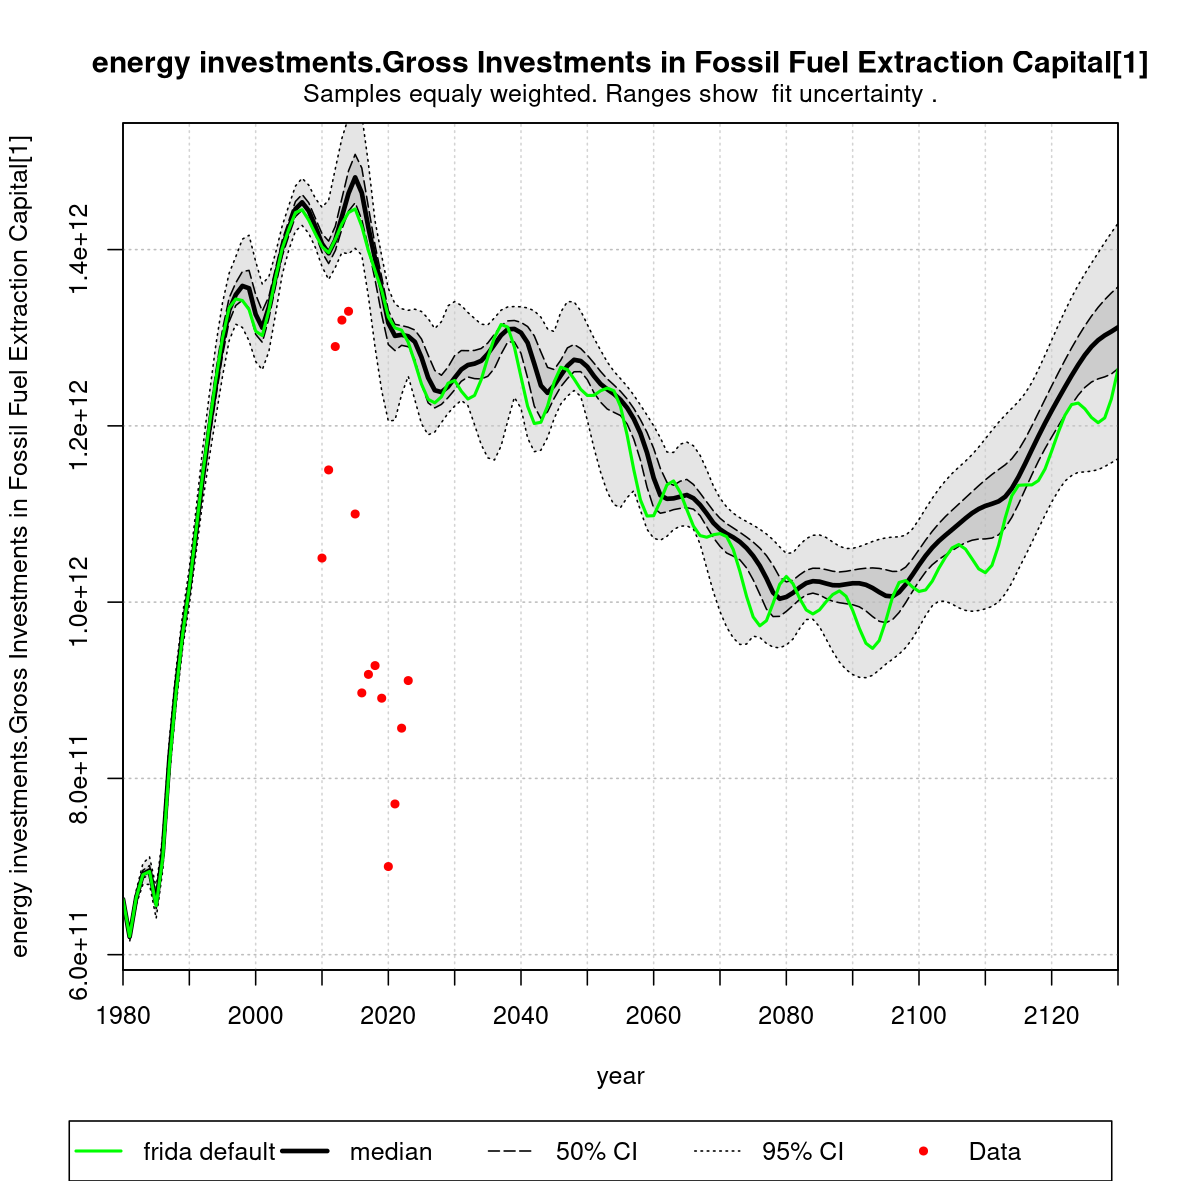 energy investments.Gross Investments in Fossil Fuel Extraction Capital[1]
Samples equaly weighted. Ranges show  fit uncertainty .
energy investments.Gross Investments in Fossil Fuel Extraction Capital[1]
1.4e+12
1.2e+12
1.0e+12
8.0e+11
6.0e+11
1980 2000 2020 2040 2060 2080 2100 2120
year
frida default median 50% CI 95% CI Data